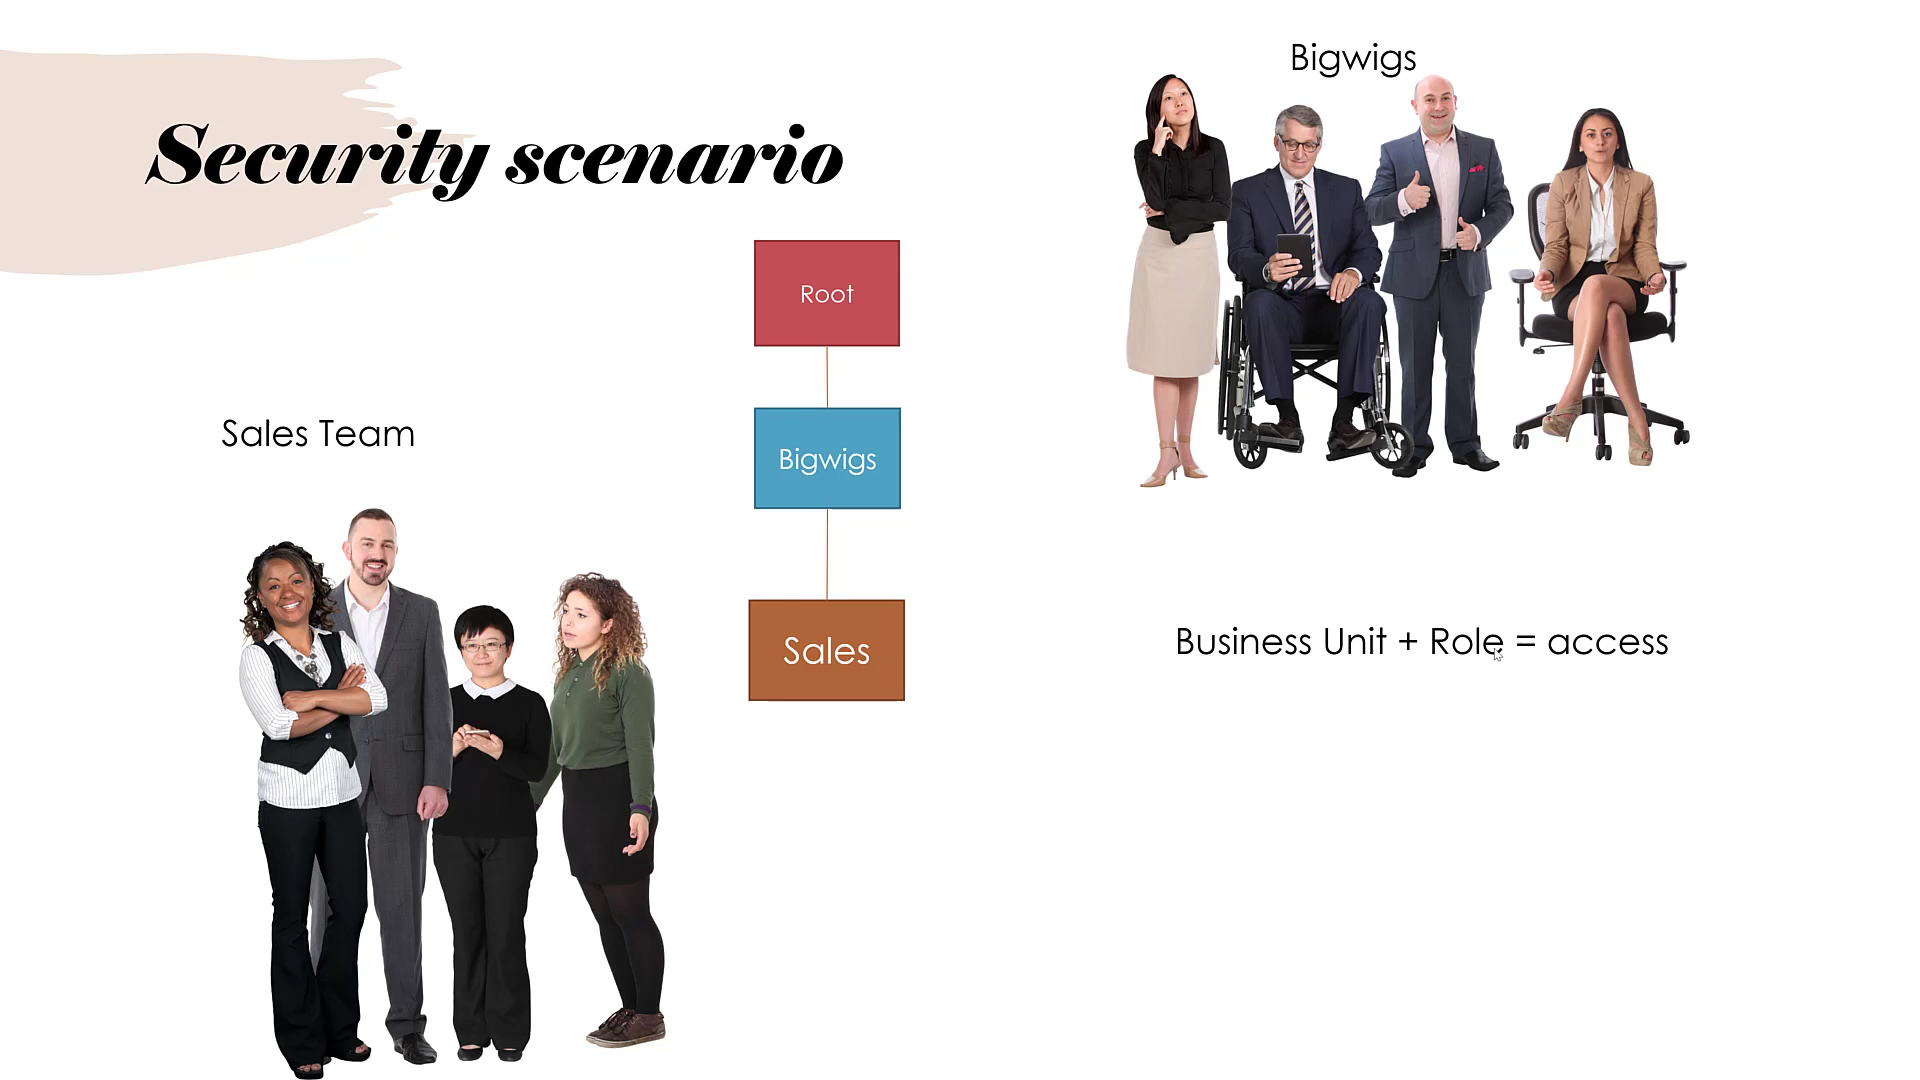 Security scenario
Bigwigs
Root
Sales Team
Bigwigs
Sales
Business Unit + Role = access